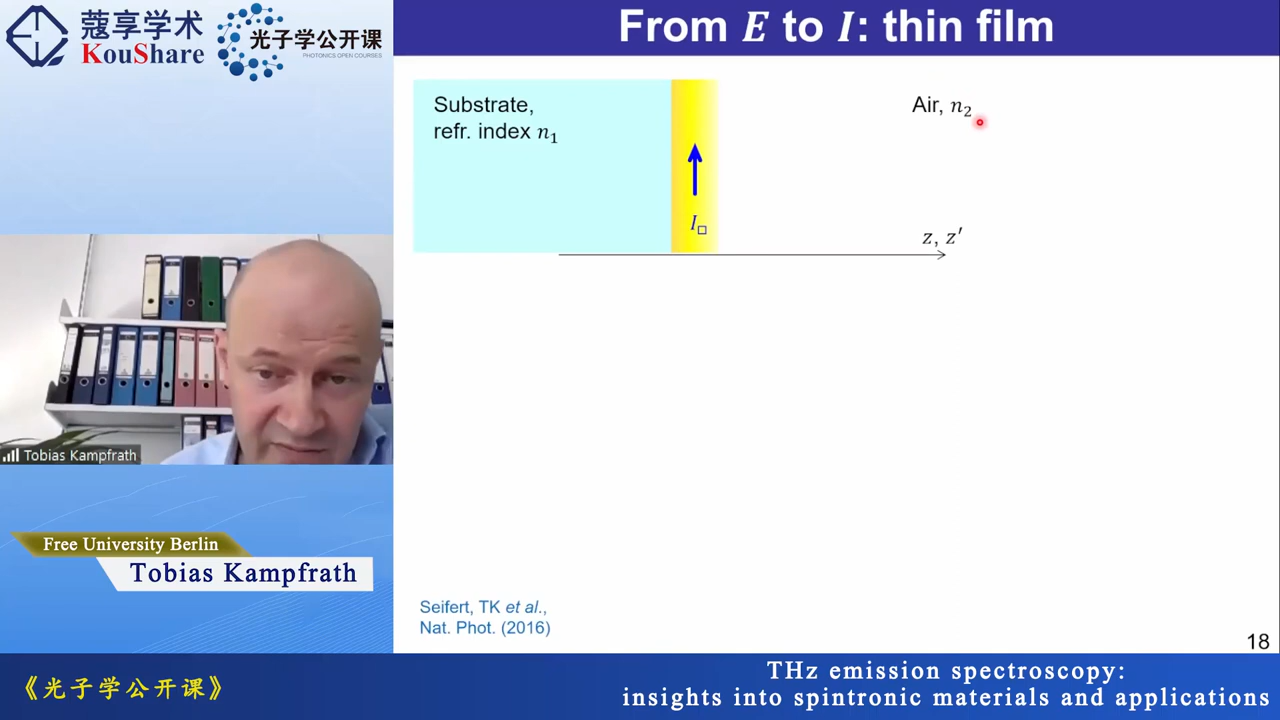 蔻享学术
KouShare
光子学公开课
PHOTONICS OPEN COURSES
From E to I: thin film
Substrate,
refr. index n₁
Air, n₂
I□
z, z′
Tobias Kampfrath
Free University Berlin
Tobias Kampfrath
Seifert, TK et al.,
Nat. Phot. (2016)
18
《光子学公开课》
THz emission spectroscopy:
insights into spintronic materials and applications